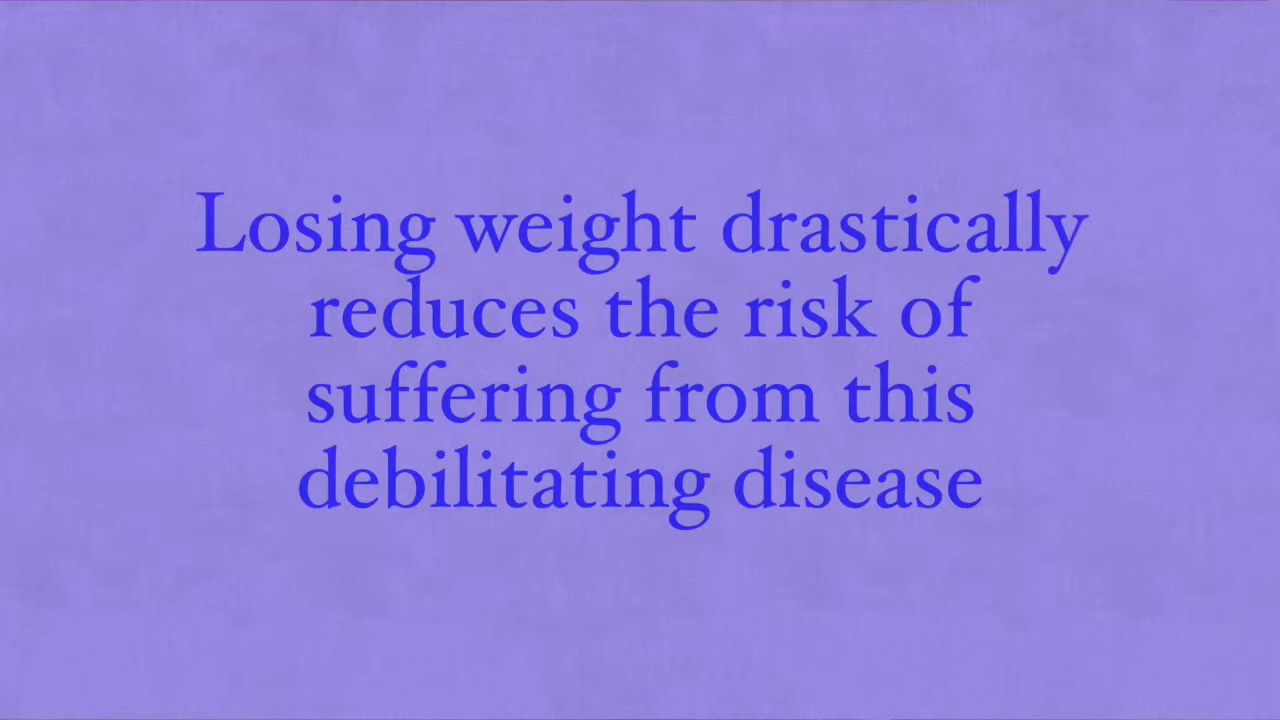 Losing weight drastically
reduces the risk of
suffering from this
debilitating disease